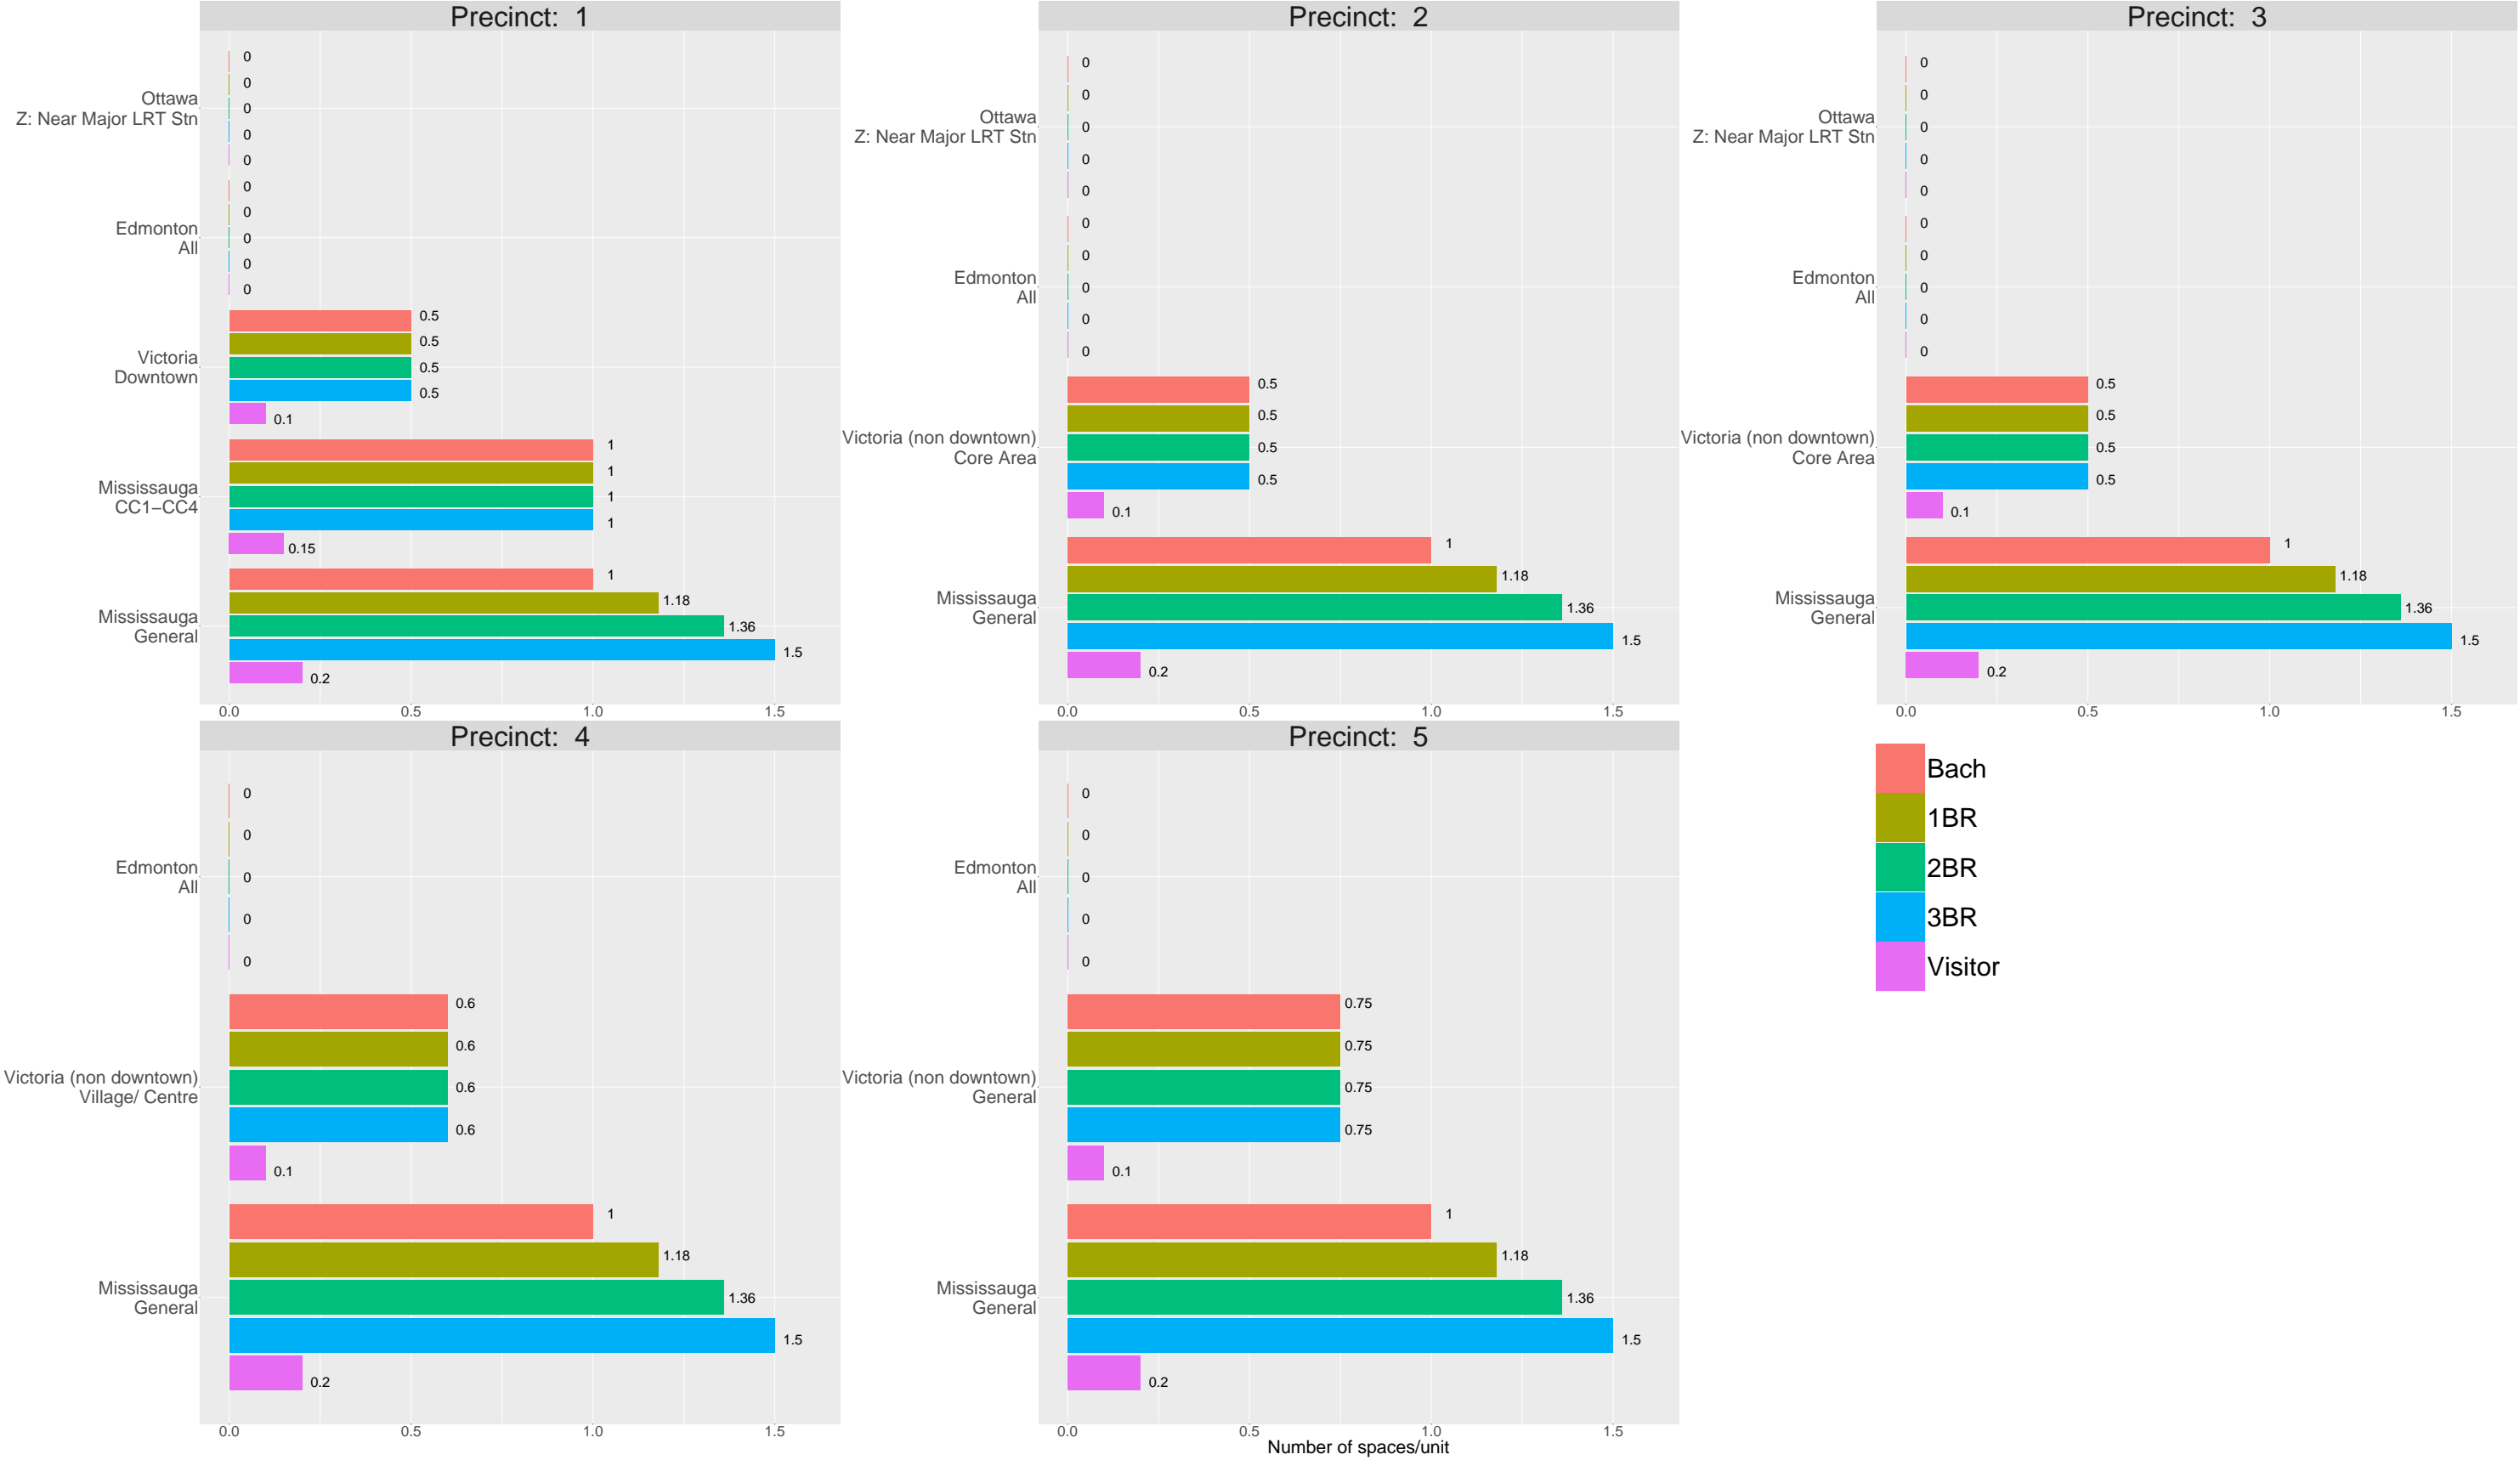 Precinct: 1
Ottawa
Z: Near Major LRT Stn
0
0
0
0
0
Edmonton
All
0
0
0
0
0
Victoria
Downtown
0.5
0.5
0.5
0.5
0.1
Mississauga
CC1−CC4
1
1
1
1
0.15
Mississauga
General
1
1.18
1.36
1.5
0.2
0.0 0.5 1.0 1.5
Precinct: 2
Ottawa
Z: Near Major LRT Stn
0
0
0
0
0
Edmonton
All
0
0
0
0
0
Victoria (non downtown)
Core Area
0.5
0.5
0.5
0.5
0.1
Mississauga
General
1
1.18
1.36
1.5
0.2
0.0 0.5 1.0 1.5
Precinct: 3
Ottawa
Z: Near Major LRT Stn
0
0
0
0
0
Edmonton
All
0
0
0
0
0
Victoria (non downtown)
Core Area
0.5
0.5
0.5
0.5
0.1
Mississauga
General
1
1.18
1.36
1.5
0.2
0.0 0.5 1.0 1.5
Precinct: 4
Edmonton
All
0
0
0
0
0
Victoria (non downtown)
Village/ Centre
0.6
0.6
0.6
0.6
0.1
Mississauga
General
1
1.18
1.36
1.5
0.2
0.0 0.5 1.0 1.5
Precinct: 5
Edmonton
All
0
0
0
0
0
Victoria (non downtown)
General
0.75
0.75
0.75
0.75
0.1
Mississauga
General
1
1.18
1.36
1.5
0.2
0.0 0.5 1.0 1.5
Number of spaces/unit
Bach
1BR
2BR
3BR
Visitor